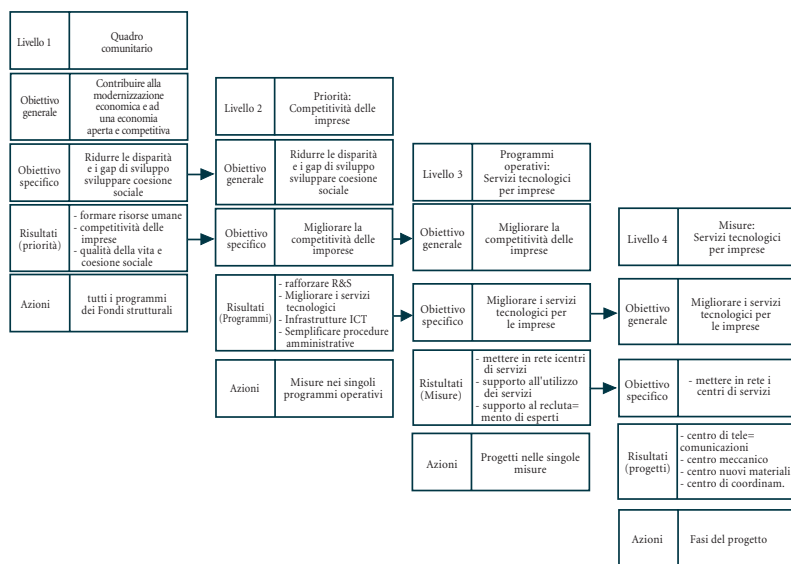 Livello 1
Quadro
comunitario
Obiettivo
generale
Contribuire alla
modernizzazione
economica e ad
una economia
aperta e competitiva
Obiettivo
specifico
Ridurre le disparità
e i gap di sviluppo
sviluppare coesione
sociale
Risultati
(priorità)
- formare risorse umane
- competitività delle
imprese
- qualità della vita e
coesione sociale
Azioni
tutti i programmi
dei Fondi strutturali
Livello 2
Priorità:
Competitività delle
imprese
Obiettivo
generale
Ridurre le disparità
e i gap di sviluppo
sviluppare coesione
sociale
Obiettivo
specifico
Migliorare la
competitività delle
imporese
Risultati
(Programmi)
- rafforzare R&S
- Migliorare i servizi
tecnologici
- Infrastrutture ICT
- Semplificare procedure
amministrative
Azioni
Misure nei singoli
programmi operativi
Livello 3
Programmi
operativi:
Servizi tecnologici
per imprese
Obiettivo
generale
Migliorare la
competitività delle
imprese
Obiettivo
specifico
Migliorare i servizi
tecnologici per
le imprese
Ristultati
(Misure)
- mettere in rete icentri
di servizi
- supporto all'utilizzo
dei servizi
- supporto al recluta=
mento di esperti
Azioni
Progetti nelle singole
misure
Livello 4
Misure:
Servizi tecnologici
per imprese
Obiettivo
generale
Migliorare i servizi
tecnologici per
le imprese
Obiettivo
specifico
- mettere in rete i
centri di servizi
Risultati
(progetti)
- centro di tele=
comunicazioni
- centro meccanico
- centro nuovi materiali
- centro di coordinam.
Azioni
Fasi del progetto